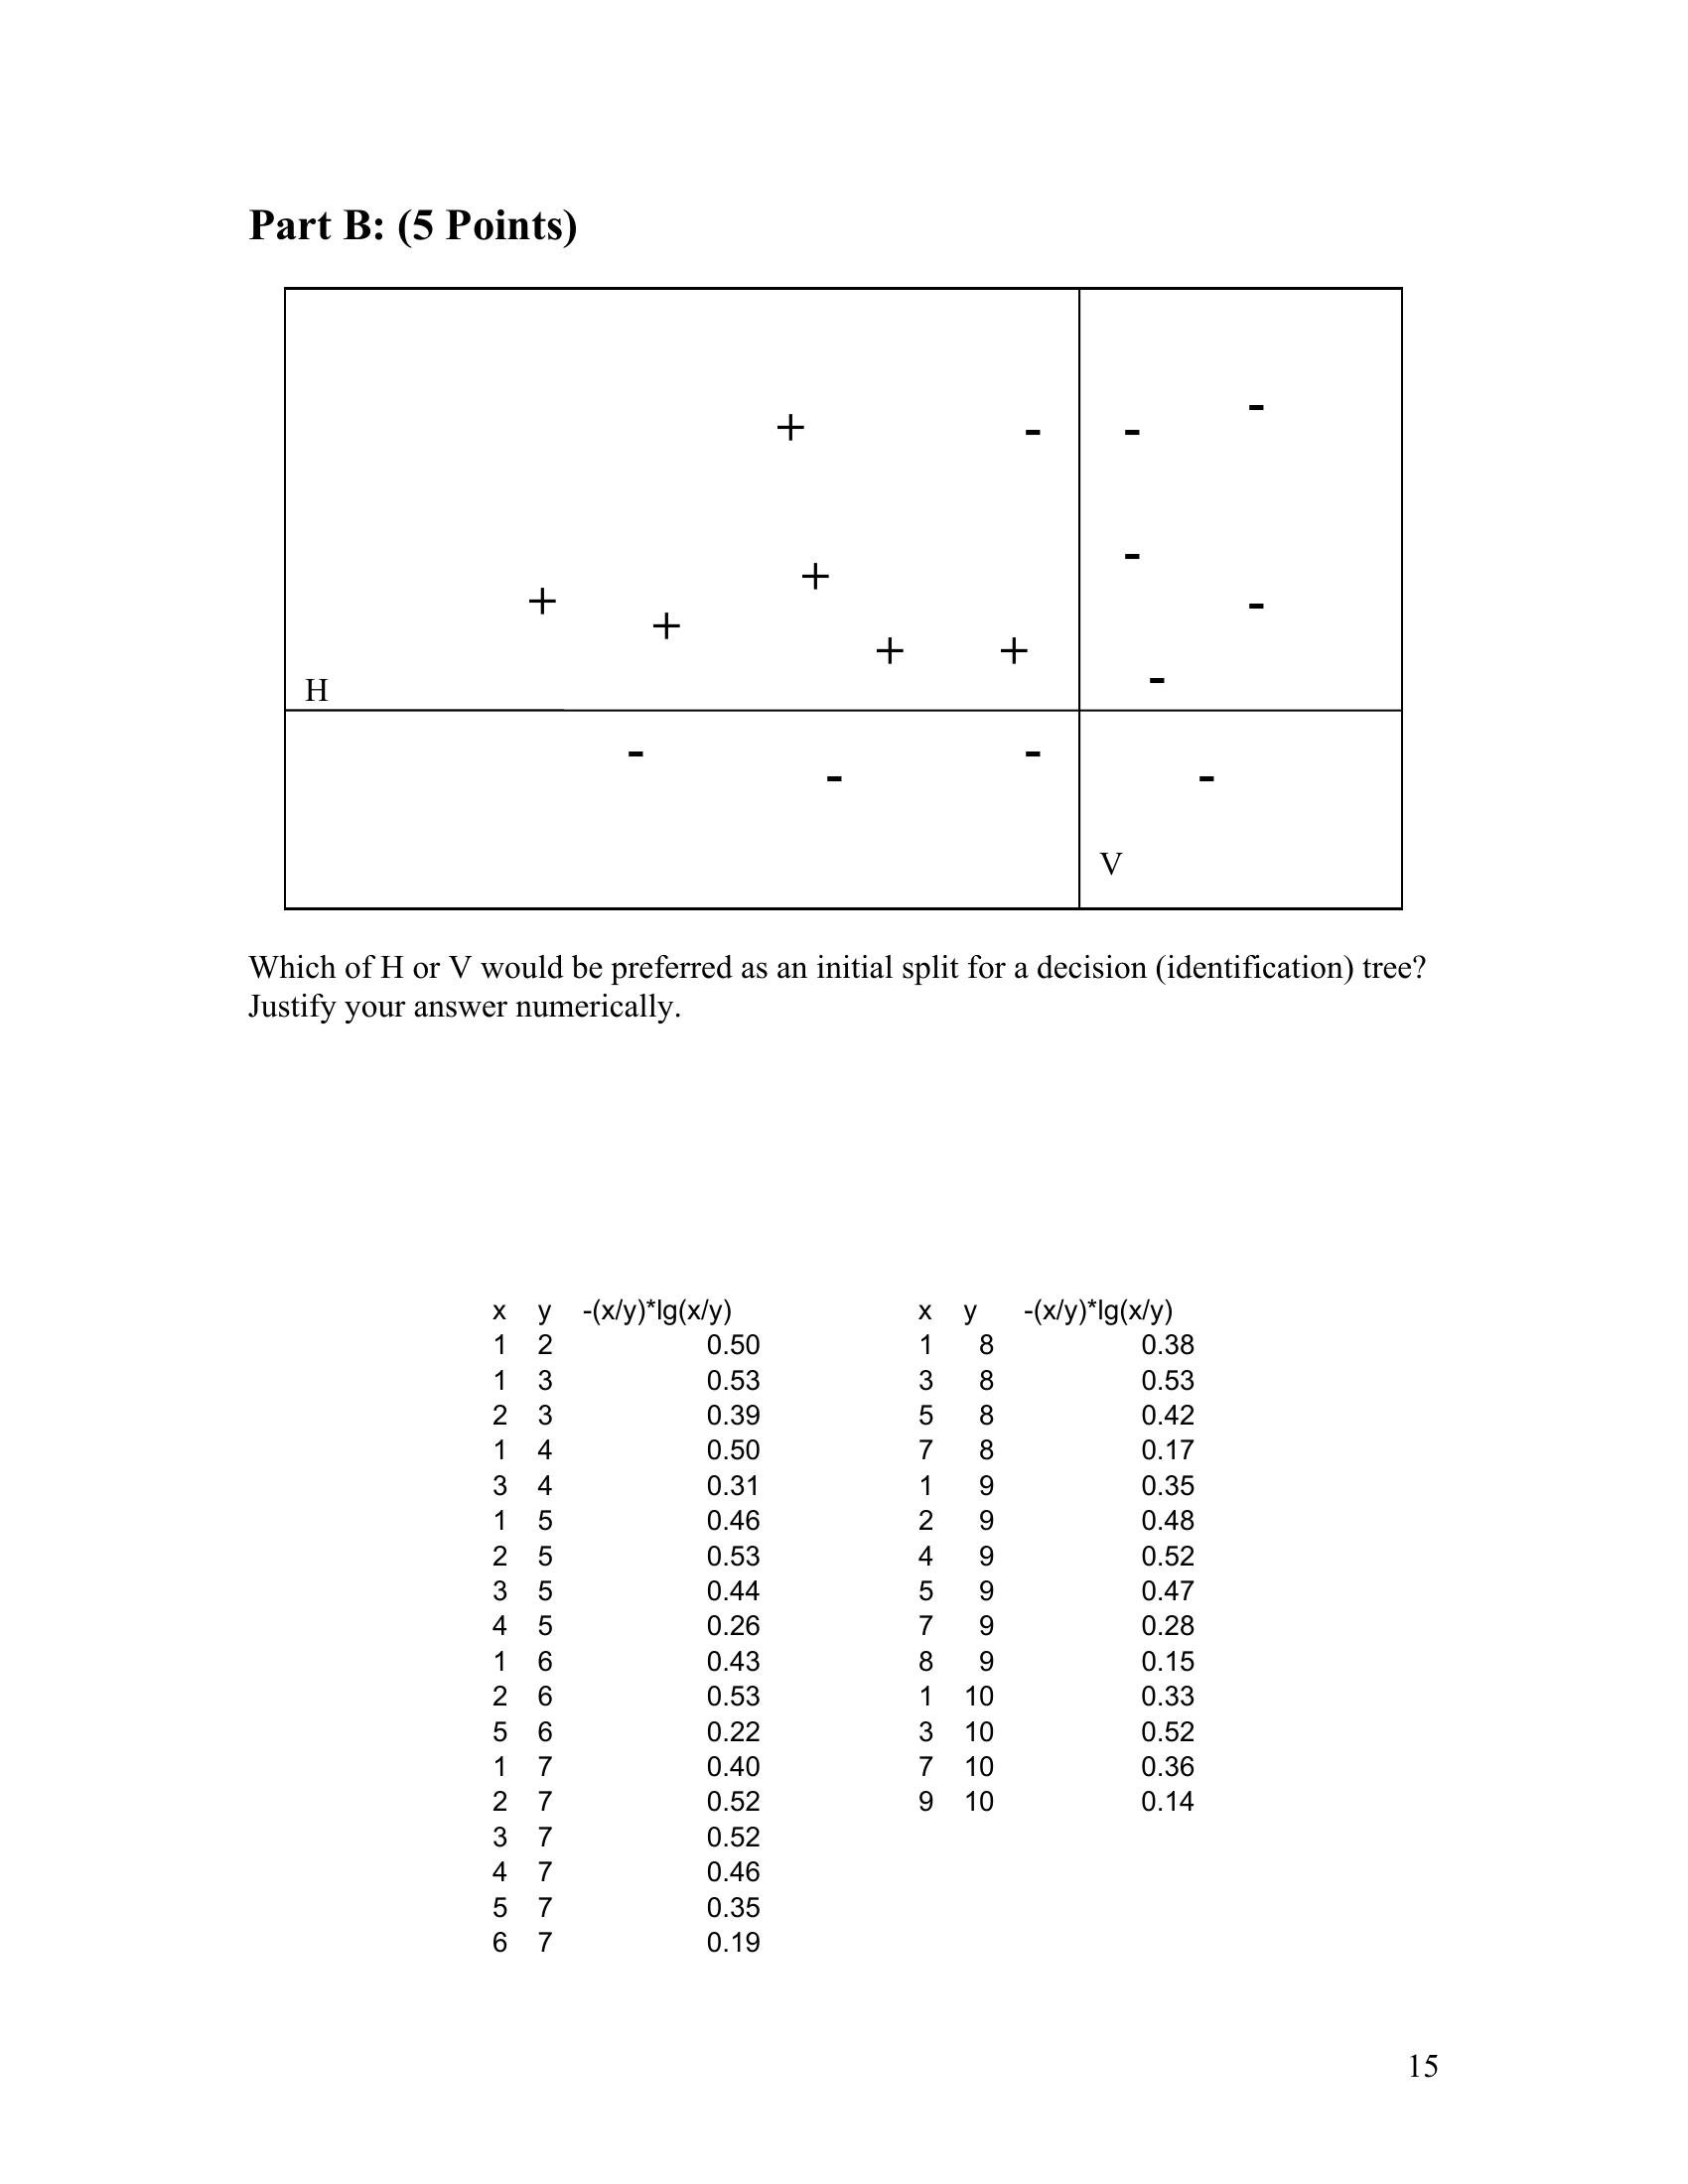 Part B: (5 Points)
+ - - -
-
+
+ -
+
+ +
-
H
- -
- -
V
Which of H or V would be preferred as an initial split for a decision (identification) tree?
Justify your answer numerically.
x y -(x/y)*lg(x/y) x y -(x/y)*lg(x/y)
1 2 0.50 1 8 0.38
1 3 0.53 3 8 0.53
2 3 0.39 5 8 0.42
1 4 0.50 7 8 0.17
3 4 0.31 1 9 0.35
1 5 0.46 2 9 0.48
2 5 0.53 4 9 0.52
3 5 0.44 5 9 0.47
4 5 0.26 7 9 0.28
1 6 0.43 8 9 0.15
2 6 0.53 1 10 0.33
5 6 0.22 3 10 0.52
1 7 0.40 7 10 0.36
2 7 0.52 9 10 0.14
3 7 0.52
4 7 0.46
5 7 0.35
6 7 0.19
15